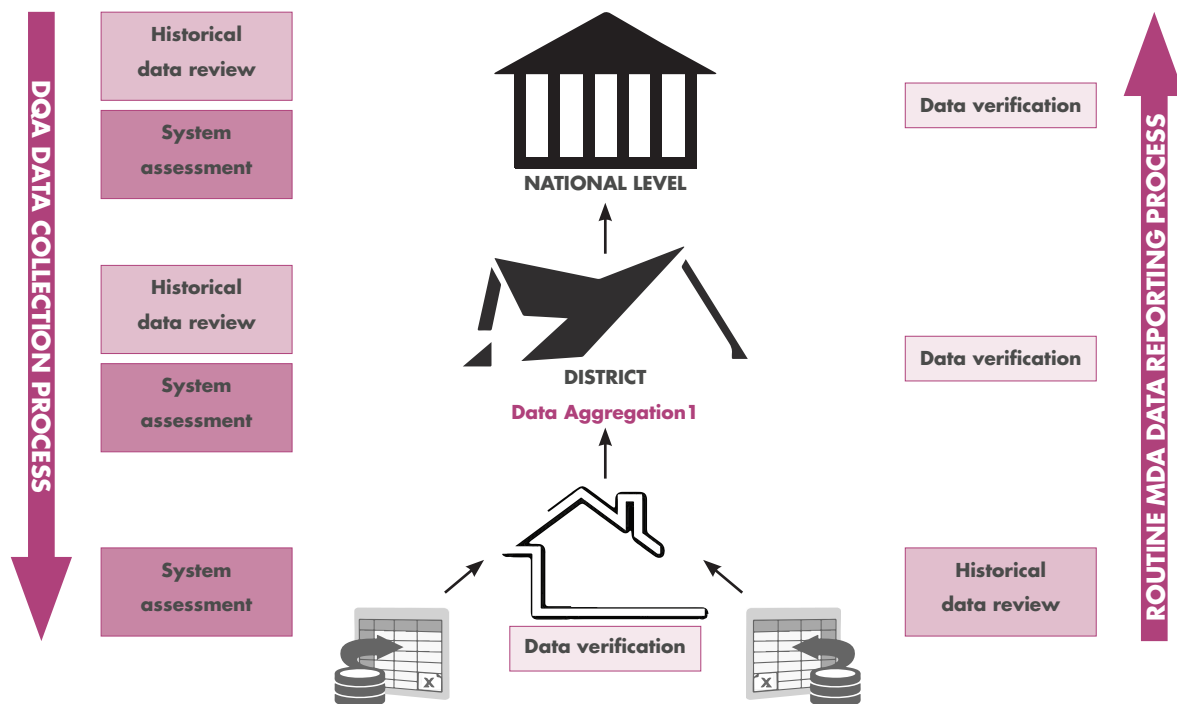 DQA DATA COLLECTION PROCESS
Historical
data review
System
assessment
NATIONAL LEVEL
Data verification
ROUTINE MDA DATA REPORTING PROCESS
Historical
data review
System
assessment
DISTRICT
Data Aggregation1
Data verification
System
assessment
X
Data verification
X
Historical
data review